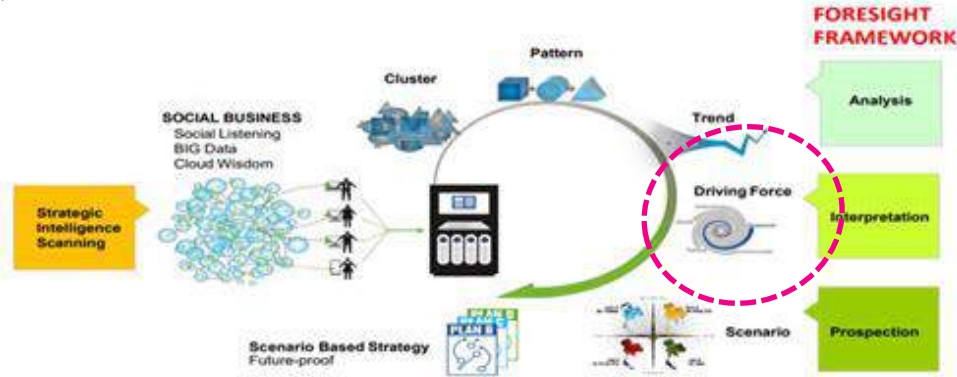 FORESIGHT
FRAMEWORK
Pattern
Cluster
Analysis
SOCIAL BUSINESS
Social Listening
BIG Data
Cloud Wisdom
Trend
Driving Force
Strategic
Intelligence
Scanning
Interpretation
PLAN B
Scenario
Prospection
Scenario Based Strategy
Future-proof